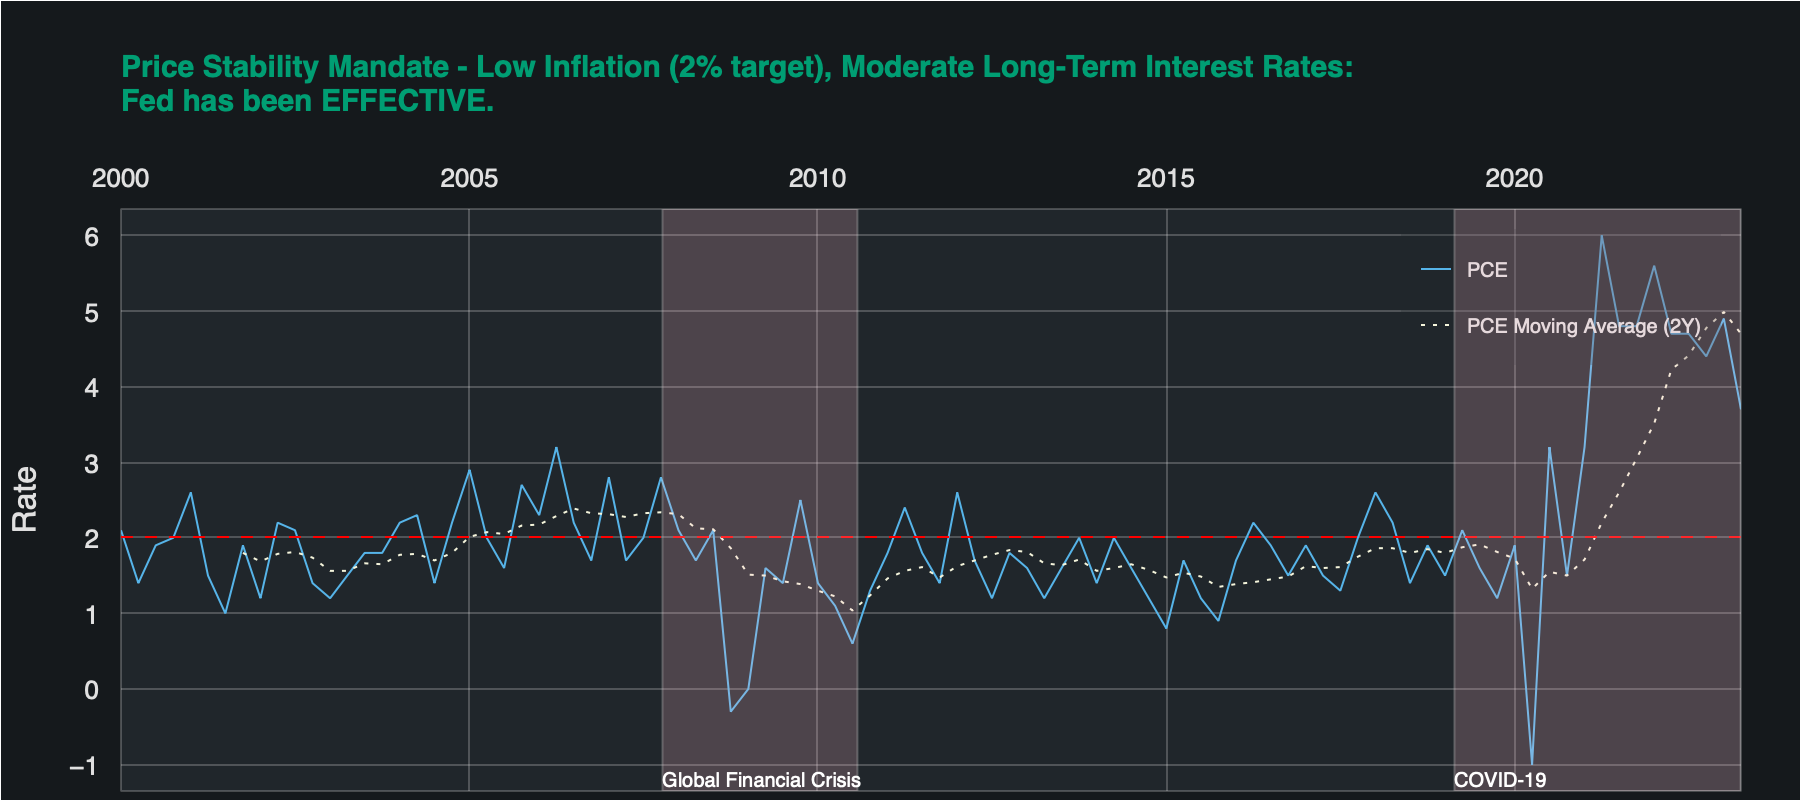 Price Stability Mandate - Low Inflation (2% target), Moderate Long-Term Interest Rates:
Fed has been EFFECTIVE.
2000 2005 2010 2015 2020
6
PCE
5
PCE Moving Average (2Y)
4
3
Rate
2
1
0
−1
Global Financial Crisis COVID-19